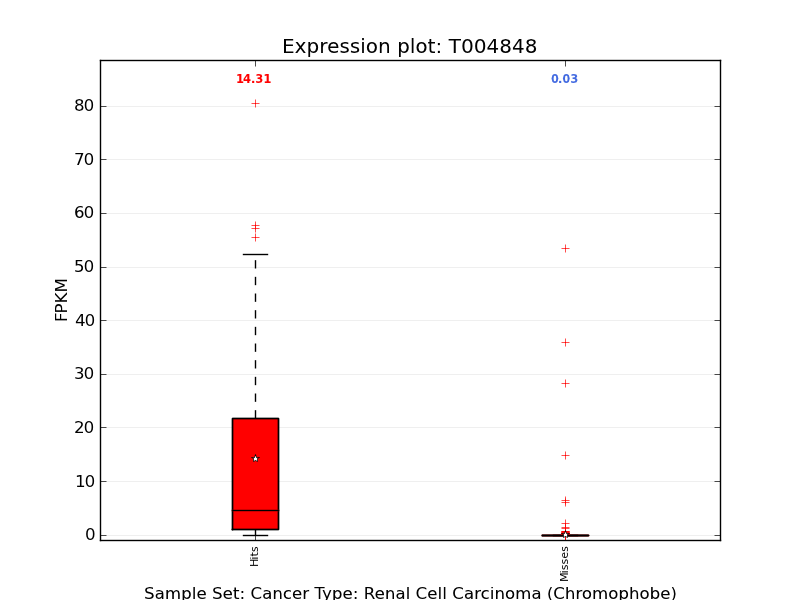 Expression plot: T004848
14.31
0.03
80
70
60
50
40
30
20
10
0
FPKM
Hits
Misses
Sample Set: Cancer Type: Renal Cell Carcinoma (Chromophobe)